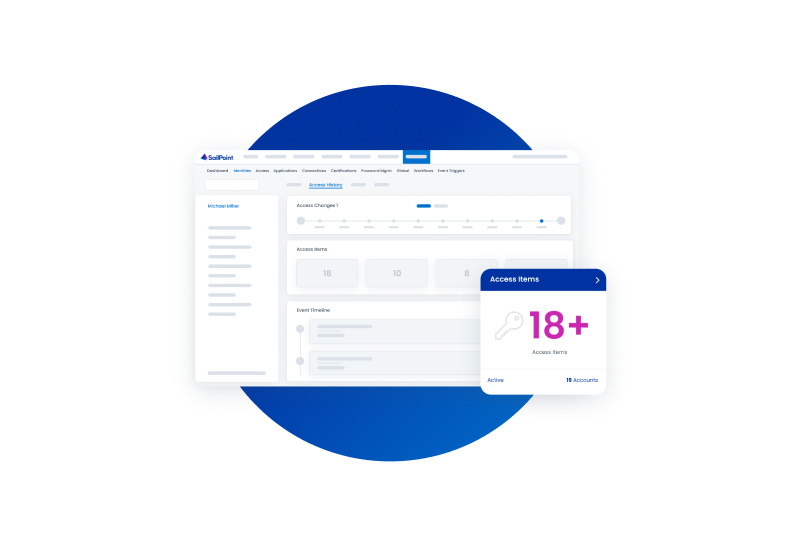 SailPoint
Dashboard Identities Access Applications Connections Certifications Password Mgmt Global Workflows Event Triggers
Access History
Michael Miller
Access Changes 1
Access Items
18 10 8
Event Timeline
Access Items
18+
Access Items
Active 19 Accounts